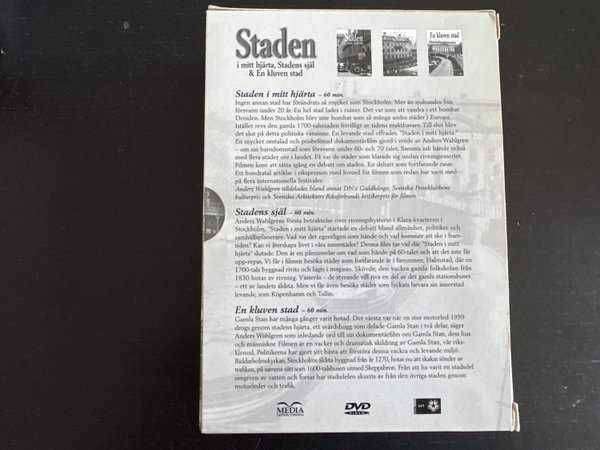 Staden
i mitt hjärta, Stadens själ
& En kluven stad
Staden
En kluven stad
Staden i mitt hjärta – 60 min.
Ingen annan stad har förändrats så mycket som Stockholm. Mer än sjuhundra hus
försvann under 20 år. En hel stad lades i ruiner. Det var som att vandra i ett bombat
Dresden. Men Stockholm blev inte bombat som så många andra städer i Europa.
Istället revs den gamla 1700-talsstaden frivilligt av tidens makthavare. Till slut blev
det slut på detta politiska vansinne. En levande stad offrades. "Staden i mitt hjärta."
En mycket omtalad och prisbelönad dokumentärfilm gjord i vrede av Anders Wahlgren
– om sin barndomsstad som försvann under 60- och 70 talet. Samma sak hände också
med flera städer ute i landet. Få var de städer som klarade sig undan rivningsraseriet
Filmen kom att sätta igång en debatt om staden. En debatt som fortfarande rasar.
Ett hundratal artiklar i rikspressen med lovord för filmen som redan har varit med
på flera internationella festivaler.
Anders Wahlgren tilldelades bland annat DN:s Guldhänga, Svenska Pennklubbens
kulturpris och Svenska Arkitekters Riksförbunds kritikerpris för filmen.
Stadens själ – 60 min.
Anders Wahlgrens första betraktelse över rivningshysterin i Klara-kvarteren i
Stockholm, "Staden i mitt hjärta" startade en debatt bland allmänhet, politiker och
samhällsplanerare. Vad var det egentligen som hände och vad kommer att ske i fram-
tiden? Kan vi återskapa livet i våra innerstäder? Denna film tar vid där "Staden i mitt
hjärta" slutade. Den är en påminnelse om vad som hände på 60-talet och att det inte får
upp-repas. Vi får i filmen besöka städer som fortfarande är i farozonen, Halmstad, där en
1700-tals byggnad rivits och lagts i magasin. Skövde, den vackra gamla folkskolan från
1830 hotas av rivning. Västerås – de styrande vill riva en del av det gamla stationshuset
– ett av landets äldsta. Men vi får även besöka städer som lyckats bevara sin innerstad
levande, som Köpenhamn och Tallin.
En kluven stad – 60 min.
Gamla Stan har många gånger varit hotad. Det värsta var när en stor motorled 1959
drogs genom stadens hjärta, ett svärdshugg som delade Gamla Stan i två delar, säger
Anders Wahlgren som inledande ord till sin dokumentärfilm om Gamla Stan, dess hus
och människor. Filmen är en vacker och dramatisk skildring av Gamla Stan, vår riks-
klenod. Politikerna har gjort sitt bästa att förstöra denna vackra och levande miljö.
Riddarholmskyrkan, Stockholms äldsta byggnad från år 1270, hotas nu att skakas sönder av
trafiken, på samma sätt som 1600-talshusen utmed Skeppsbron. Från att ha varit en stadsdel
omgiven av vatten och forsar har stadsdelen skurits av från den övriga staden genom
motorleder och trafik.
MEDIA
DVD
VIDEO
SVT